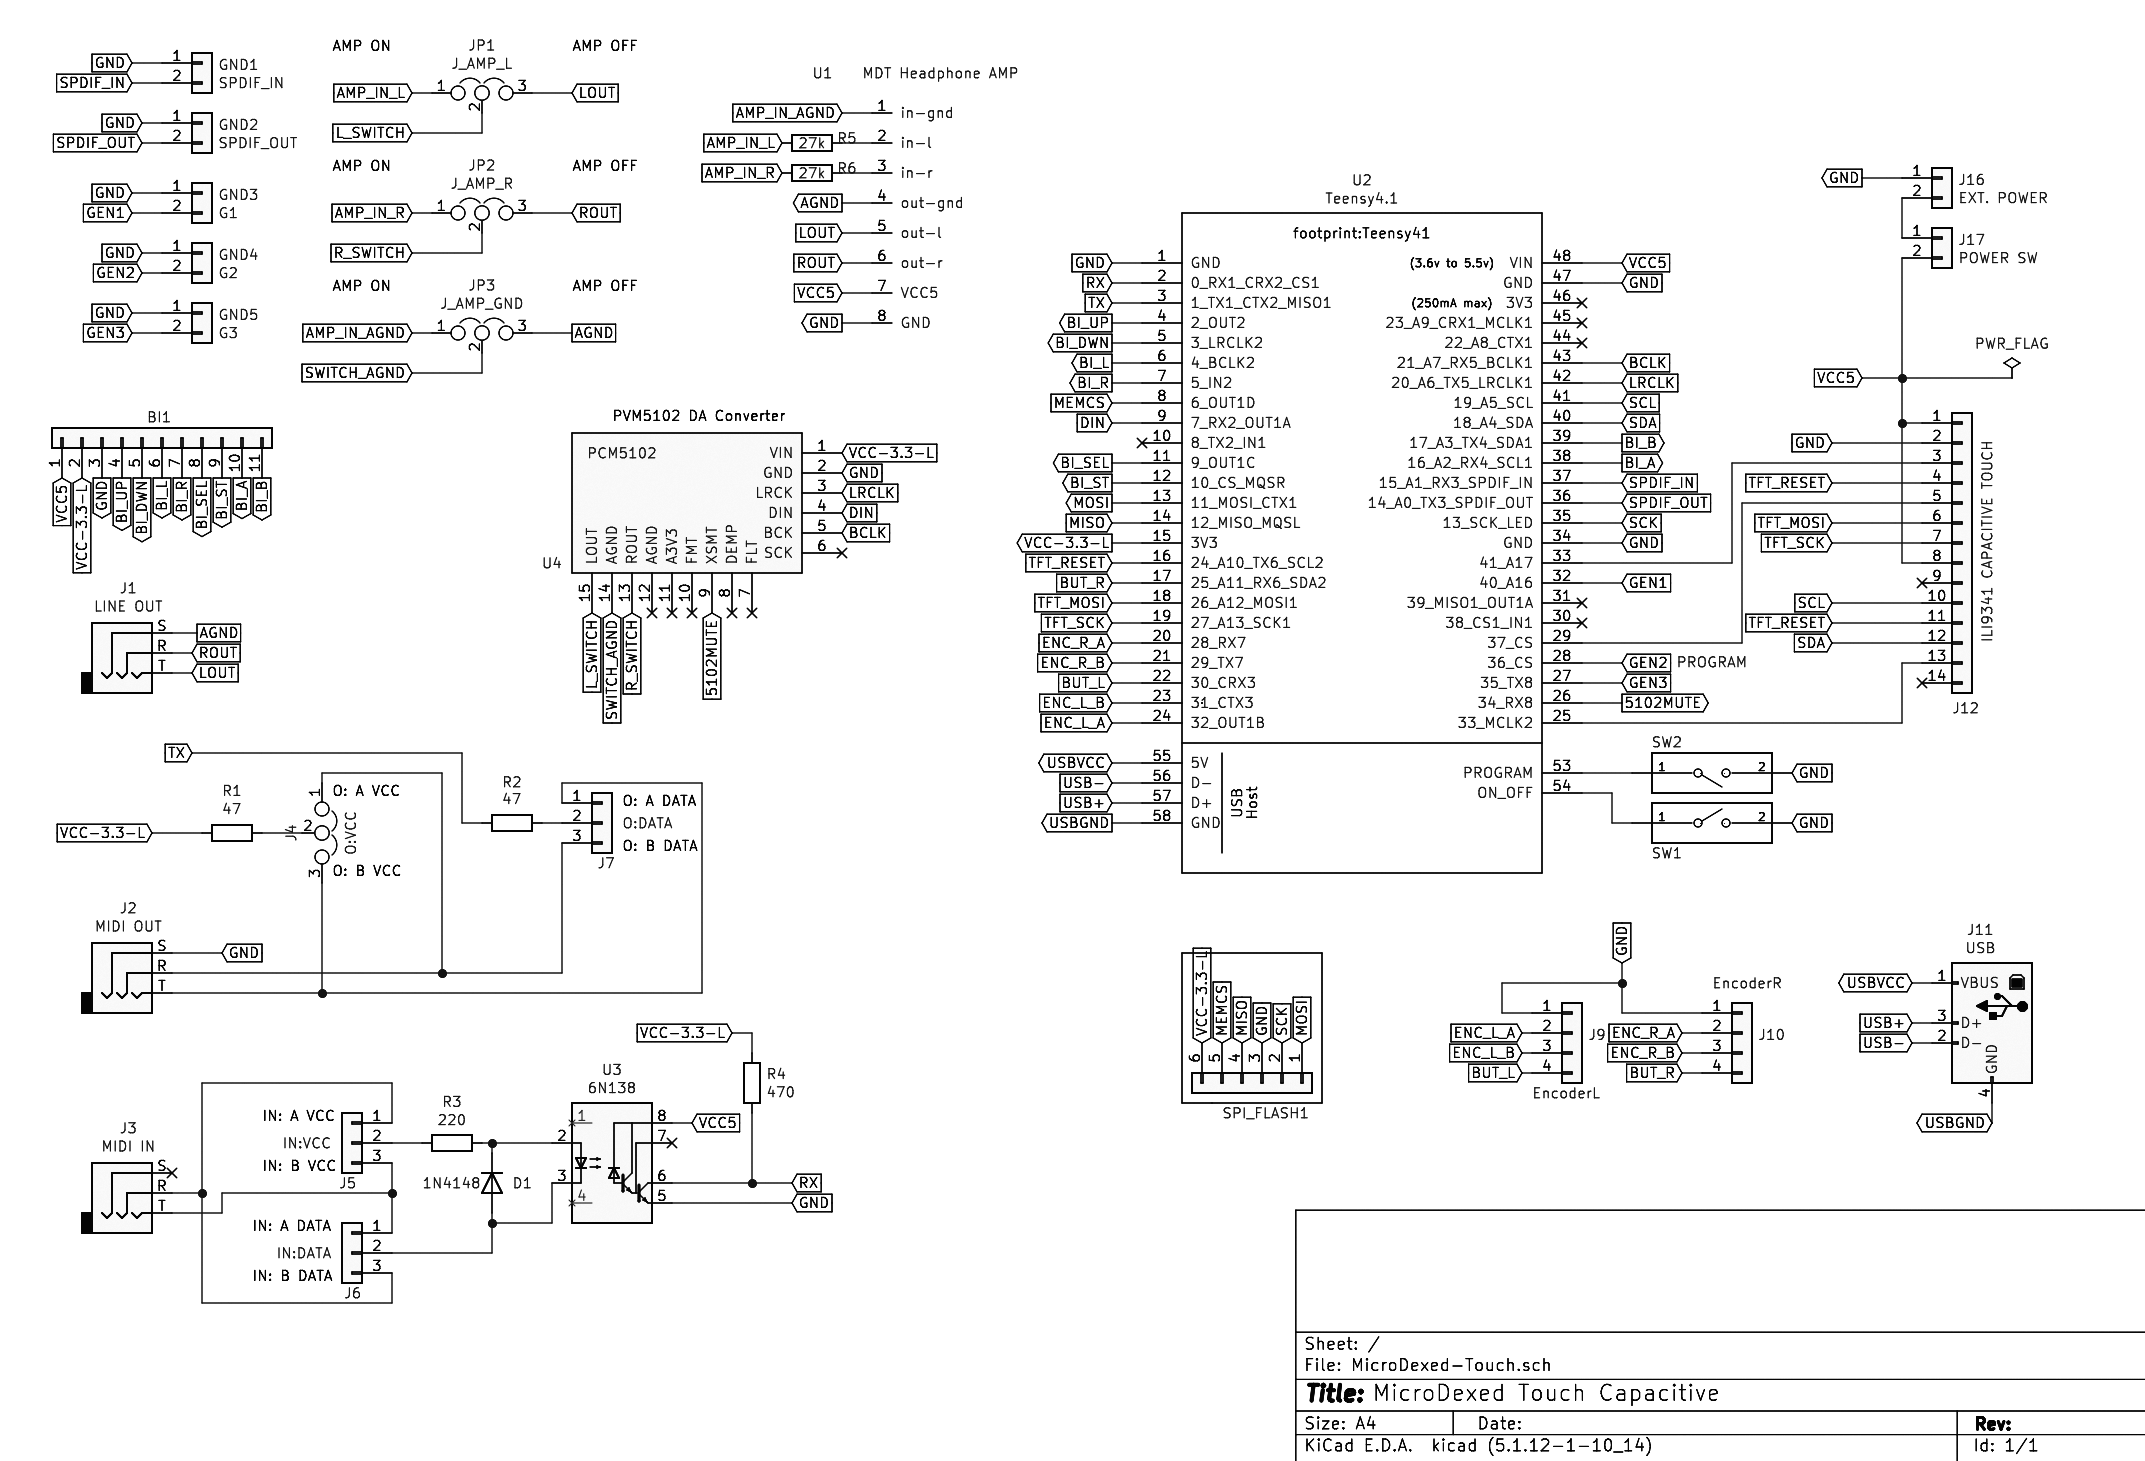 AMP ON
JP1
J_AMP_L
AMP OFF
GND
1
SPDIF_IN
2
GND1
SPDIF_IN
AMP_IN_L
1
2
3
LOUT
L_SWITCH
GND
1
SPDIF_OUT
2
GND2
SPDIF_OUT
AMP ON
JP2
J_AMP_R
AMP OFF
GND
1
GEN1
2
GND3
G1
AMP_IN_R
1
2
3
ROUT
R_SWITCH
GND
1
GEN2
2
GND4
G2
AMP ON
JP3
J_AMP_GND
AMP OFF
GND
1
GEN3
2
GND5
G3
AMP_IN_AGND
1
2
3
AGND
SWITCH_AGND
U1 MDT Headphone AMP
AMP_IN_AGND 1 in-gnd
AMP_IN_L 27k R5 2 in-l
AMP_IN_R 27k R6 3 in-r
AGND 4 out-gnd
LOUT 5 out-l
ROUT 6 out-r
VCC5 7 VCC5
GND 8 GND
BI1
1 VCC5
2 VCC-3.3-L
3 GND
4 BI_UP
5 BI_DWN
6 BI_L
7 BI_R
8 BI_SEL
9 BI_ST
10 BI_A
11 BI_B
PVM5102 DA Converter
PCM5102
VIN 1 VCC-3.3-L
GND 2 GND
LRCK 3 LRCLK
DIN 4 DIN
BCK 5 BCLK
SCK 6
U4
LOUT 15 L_SWITCH
AGND 14 SWITCH_AGND
ROUT 13 R_SWITCH
AGND 12
A3V3 11
FMT 10
XSMT 9 5102MUTE
DEMP 8
FLT 7
J1
LINE OUT
S AGND
R ROUT
T LOUT
TX
R1
47
VCC-3.3-L
J4
O:VCC
1 O: A VCC
2
3 O: B VCC
R2
47
1 O: A DATA
2 O:DATA
3 O: B DATA
J7
J2
MIDI OUT
S GND
R
T
J3
MIDI IN
S
R
T
IN: A VCC 1
IN:VCC 2
IN: B VCC 3
J5
IN: A DATA 1
IN:DATA 2
IN: B DATA 3
J6
R3
220
1N4148 D1
U3
6N138
1
2
3
4
8 VCC5
7
6 RX
5 GND
VCC-3.3-L
R4
470
U2
Teensy4.1
footprint:Teensy41
GND 1 GND
RX 2 0_RX1_CRX2_CS1
TX 3 1_TX1_CTX2_MISO1
BI_UP 4 2_OUT2
BI_DWN 5 3_LRCLK2
BI_L 6 4_BCLK2
BI_R 7 5_IN2
MEMCS 8 6_OUT1D
DIN 9 7_RX2_OUT1A
10 8_TX2_IN1
BI_SEL 11 9_OUT1C
BI_ST 12 10_CS_MQSR
MOSI 13 11_MOSI_CTX1
MISO 14 12_MISO_MQSL
VCC-3.3-L 15 3V3
TFT_RESET 16 24_A10_TX6_SCL2
BUT_R 17 25_A11_RX6_SDA2
TFT_MOSI 18 26_A12_MOSI1
TFT_SCK 19 27_A13_SCK1
ENC_R_A 20 28_RX7
ENC_R_B 21 29_TX7
BUT_L 22 30_CRX3
ENC_L_B 23 31_CTX3
ENC_L_A 24 32_OUT1B
USBVCC 55 5V
USB- 56 D-
USB+ 57 D+
USBGND 58 GND
USB Host
(3.6v to 5.5v) VIN 48 VCC5
GND 47 GND
(250mA max) 3V3 46
23_A9_CRX1_MCLK1 45
22_A8_CTX1 44
21_A7_RX5_BCLK1 43 BCLK
20_A6_TX5_LRCLK1 42 LRCLK
19_A5_SCL 41 SCL
18_A4_SDA 40 SDA
17_A3_TX4_SDA1 39 BI_B
16_A2_RX4_SCL1 38 BI_A
15_A1_RX3_SPDIF_IN 37 SPDIF_IN
14_A0_TX3_SPDIF_OUT 36 SPDIF_OUT
13_SCK_LED 35 SCK
GND 34 GND
41_A17 33
40_A16 32 GEN1
39_MISO1_OUT1A 31
38_CS1_IN1 30
37_CS 29
36_CS 28 GEN2 PROGRAM
35_TX8 27 GEN3
34_RX8 26 5102MUTE
33_MCLK2 25
PROGRAM 53
ON_OFF 54
SW2
1 2 GND
1 2 GND
SW1
GND 1
2
J16
EXT. POWER
1
2
J17
POWER SW
PWR_FLAG
VCC5
1
GND 2
3
TFT_RESET 4
5
TFT_MOSI 6
TFT_SCK 7
8
9
SCL 10
TFT_RESET 11
SDA 12
13
14
ILI9341 CAPACITIVE TOUCH
J12
VCC-3.3-L 6
MEMCS 5
MISO 4
GND 3
SCK 2
MOSI 1
SPI_FLASH1
GND
1
ENC_L_A 2
ENC_L_B 3
BUT_L 4
J9
EncoderL
EncoderR
1
ENC_R_A 2
ENC_R_B 3
BUT_R 4
J10
J11
USB
USBVCC 1 VBUS
USB+ 3 D+
USB- 2 D-
GND
4
USBGND
Sheet: /
File: MicroDexed-Touch.sch
Title: MicroDexed Touch Capacitive
Size: A4 Date: Rev:
KiCad E.D.A. kicad (5.1.12-1-10_14) Id: 1/1